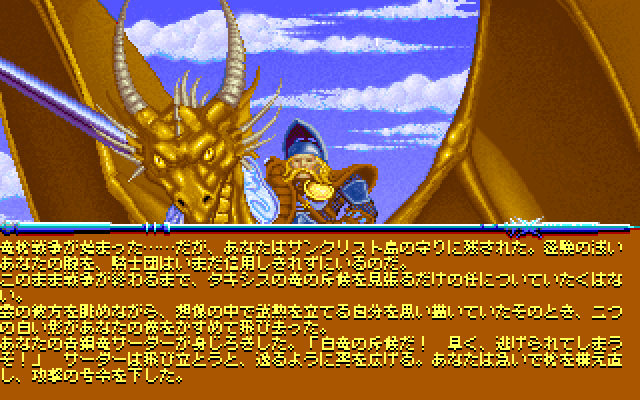 竜槍戦争が始まった……だが、あなたはサンクリスト島の守りに残された。経験の浅い
あなたの腕を、騎士団はいまだ信用しきれずにいるのだ。
このまま戦争が終わるまで、タキシスの竜の斥候を見張るだけの任についていたくはな
い。
雲の彼方を眺めながら、想像の中で武勲を立てる自分を思い描いていたそのとき、二つ
の白い影があなたの傍をかすめて飛び去った。
あなたの青銅竜サーダーが身じろぎした。「白竜の斥候だ！　早く、逃げられてしまう
ぞ！」　サーダーは飛び立とうと、逸るように翼を広げる。あなたは急いで槍を構え直
し、攻撃の号令を下した。